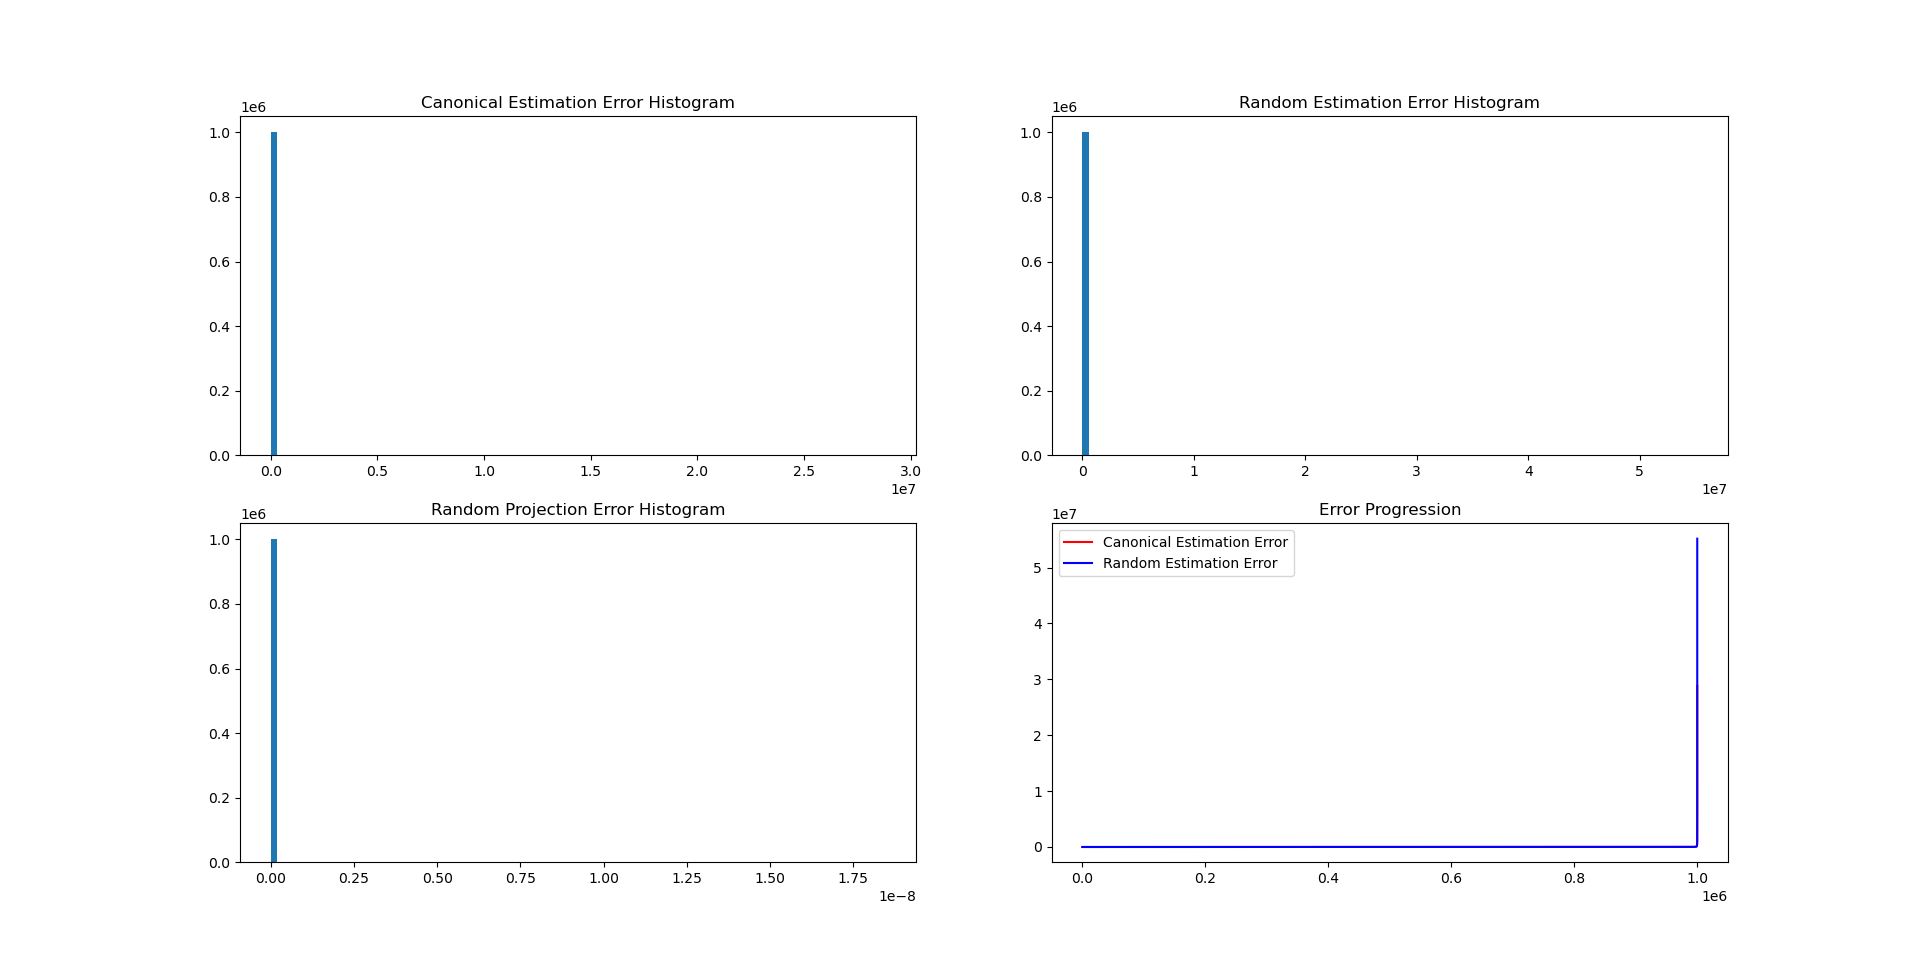 Canonical Estimation Error Histogram
1e6
1.0
0.8
0.6
0.4
0.2
0.0
0.0 0.5 1.0 1.5 2.0 2.5 3.0
1e7
Random Estimation Error Histogram
1e6
1.0
0.8
0.6
0.4
0.2
0.0
0 1 2 3 4 5
1e7
Random Projection Error Histogram
1e6
1.0
0.8
0.6
0.4
0.2
0.0
0.00 0.25 0.50 0.75 1.00 1.25 1.50 1.75
1e−8
Error Progression
1e7
Canonical Estimation Error
Random Estimation Error
5
4
3
2
1
0
0.0 0.2 0.4 0.6 0.8 1.0
1e6